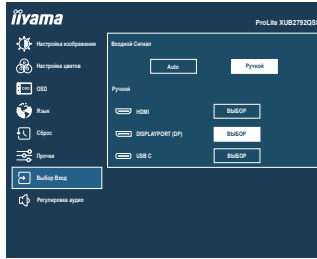 iiyama
ProLite XUB2792QS
Настройка изображения
Настройка цветов
OSD
Язык
Сброс
Прочее
Выбор Вход
Регулировка аудио
Входной Сигнал
Auto
Ручной
Ручной
HDMI
ВЫБОР
DISPLAYPORT (DP)
ВЫБОР
USB C
ВЫБОР